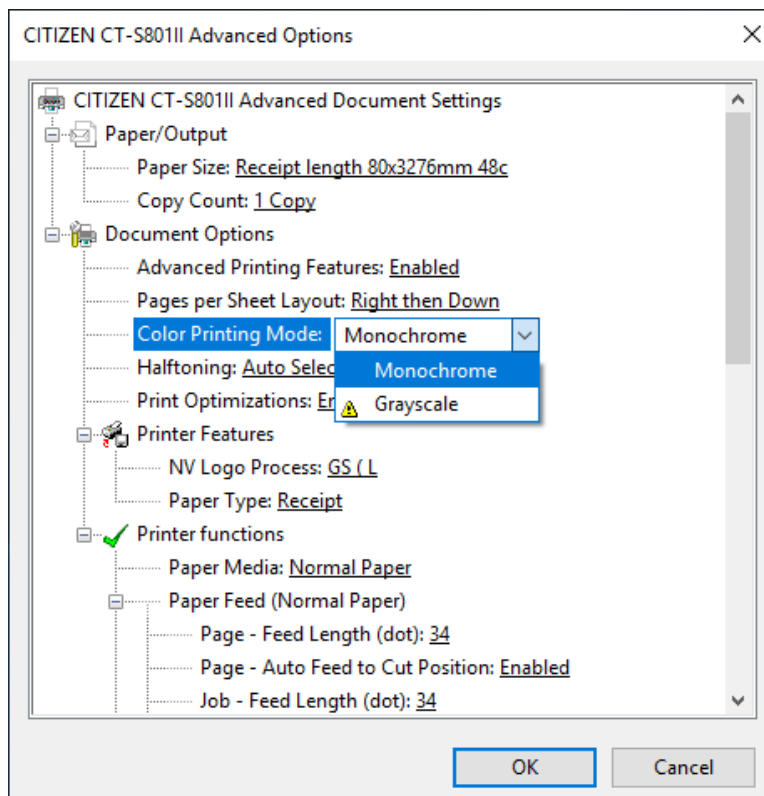 CITIZEN CT-S801II Advanced Options
CITIZEN CT-S801II Advanced Document Settings
Paper/Output
Paper Size: Receipt length 80x3276mm 48c
Copy Count: 1 Copy
Document Options
Advanced Printing Features: Enabled
Pages per Sheet Layout: Right then Down
Color Printing Mode: Monochrome
Halftoning: Auto Selec Monochrome
Print Optimizations: Er Grayscale
Printer Features
NV Logo Process: GS ( L
Paper Type: Receipt
Printer functions
Paper Media: Normal Paper
Paper Feed (Normal Paper)
Page - Feed Length (dot): 34
Page - Auto Feed to Cut Position: Enabled
Job - Feed Length (dot): 34
OK Cancel